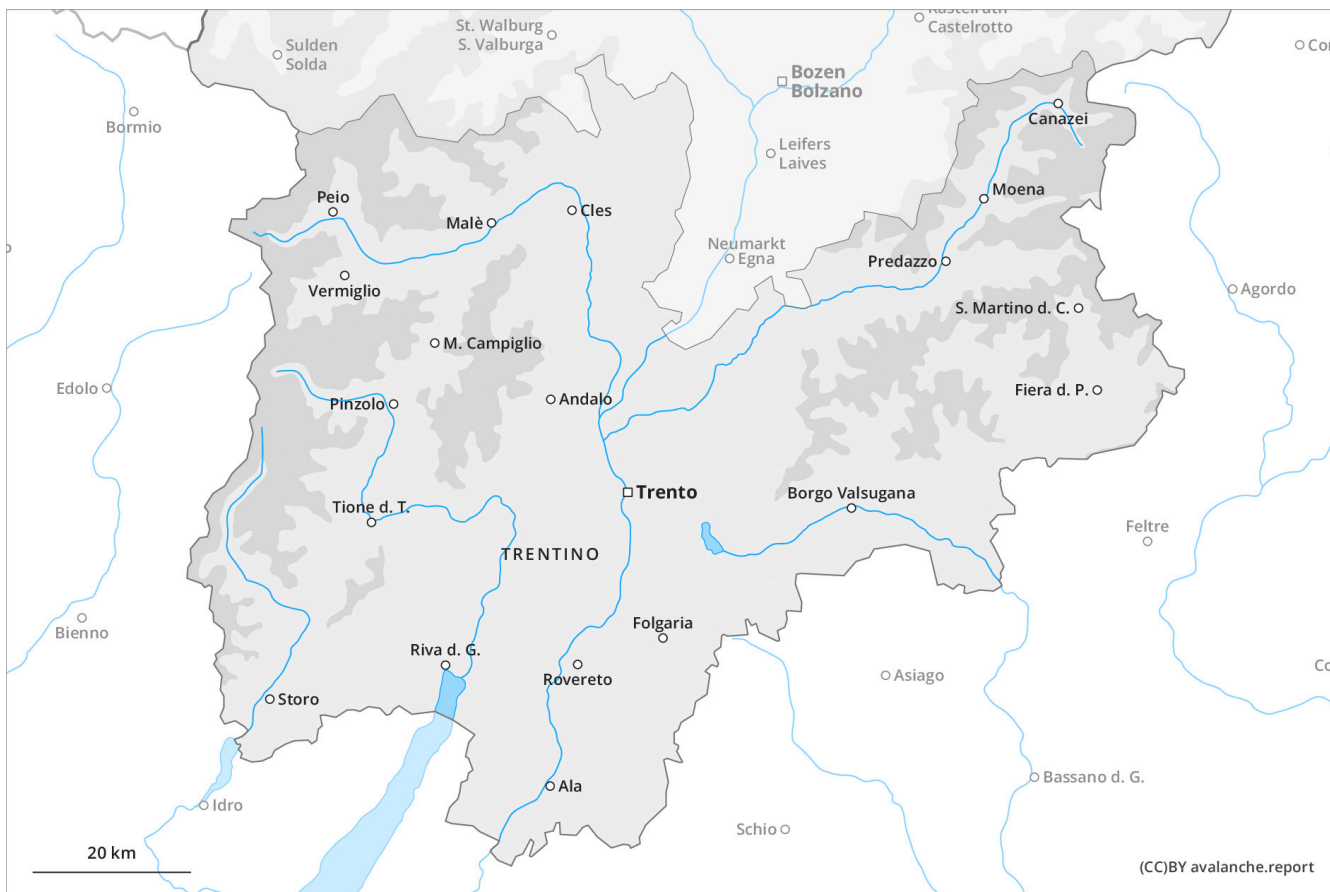 Kastelruth
Castelrotto
St. Walburg
S. Valburga
Sulden
Solda
Bozen
Bolzano
Bormio
Canazei
Leifers
Laives
Moena
Peio
Malè
Cles
Neumarkt
Egna
Predazzo
Vermiglio
Agordo
S. Martino d. C.
M. Campiglio
Edolo
Fiera d. P.
Pinzolo
Andalo
Trento
Borgo Valsugana
Tione d. T.
Feltre
TRENTINO
Folgaria
Bienno
Riva d. G.
Rovereto
Asiago
Storo
Bassano d. G.
Ala
Idro
Schio
20 km
(CC)BY avalanche.report